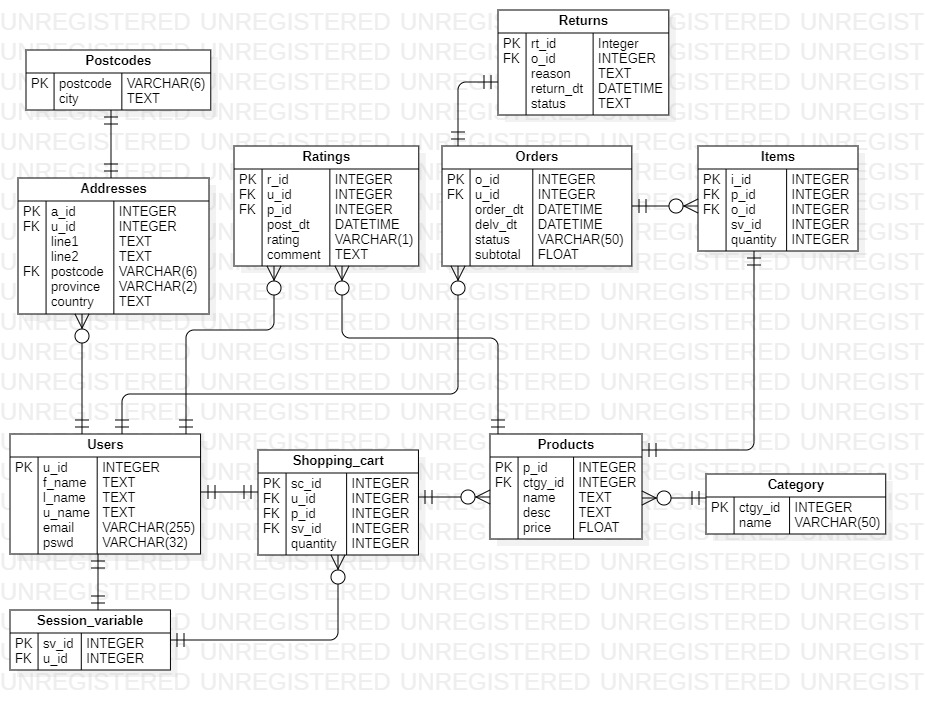 UNREGISTERED
Returns
PK rt_id Integer
FK o_id INTEGER
reason TEXT
return_dt DATETIME
status TEXT
Postcodes
PK postcode VARCHAR(6)
city TEXT
Ratings
PK r_id INTEGER
FK u_id INTEGER
FK p_id INTEGER
post_dt DATETIME
rating VARCHAR(1)
comment TEXT
Orders
PK o_id INTEGER
FK u_id INTEGER
order_dt DATETIME
delv_dt DATETIME
status VARCHAR(50)
subtotal FLOAT
Items
PK i_id INTEGER
FK p_id INTEGER
FK o_id INTEGER
sv_id INTEGER
quantity INTEGER
Addresses
PK a_id INTEGER
FK u_id INTEGER
line1 TEXT
line2 TEXT
FK postcode VARCHAR(6)
province VARCHAR(2)
country TEXT
Users
PK u_id INTEGER
f_name TEXT
l_name TEXT
u_name TEXT
email VARCHAR(255)
pswd VARCHAR(32)
Shopping_cart
PK sc_id INTEGER
FK u_id INTEGER
FK p_id INTEGER
FK sv_id INTEGER
quantity INTEGER
Products
PK p_id INTEGER
FK ctgy_id INTEGER
name TEXT
desc TEXT
price FLOAT
Category
PK ctgy_id INTEGER
name VARCHAR(50)
Session_variable
PK sv_id INTEGER
FK u_id INTEGER